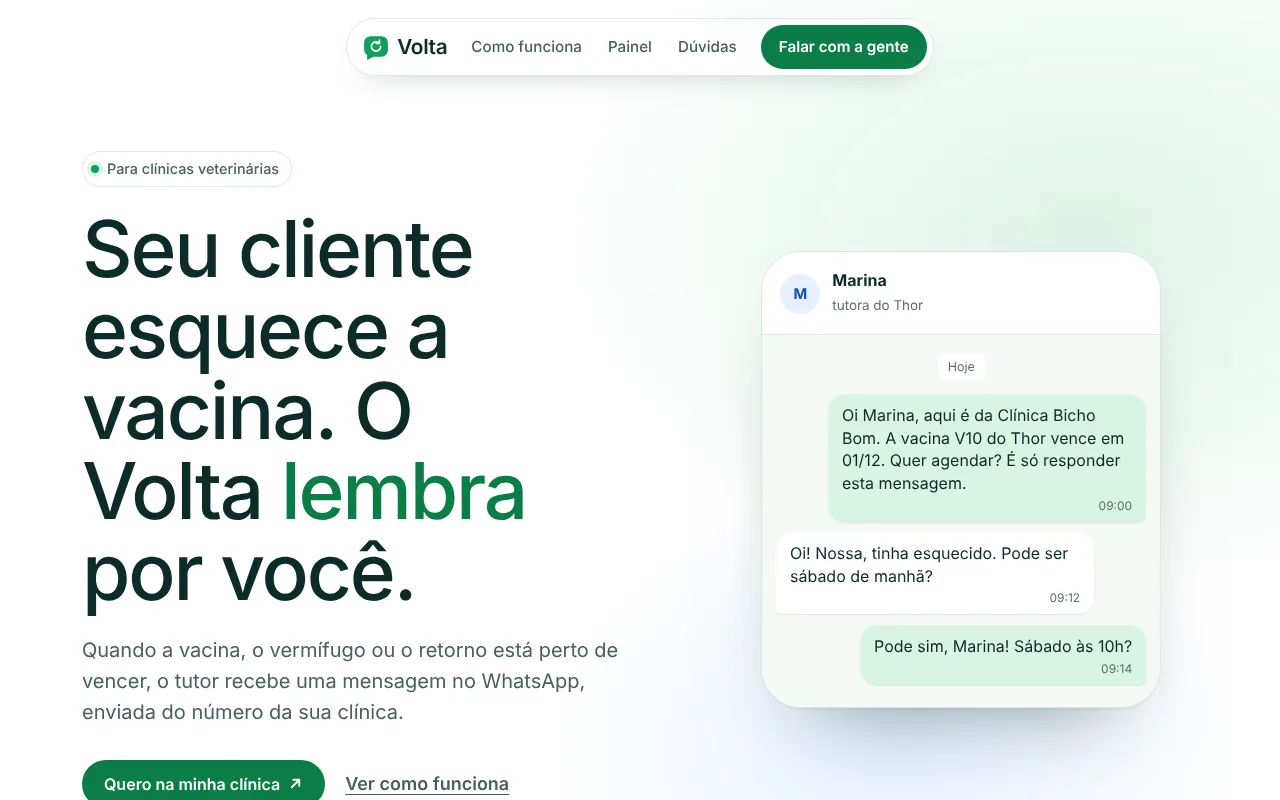 Volta
Como funciona
Painel
Dúvidas
Falar com a gente
Para clínicas veterinárias
Seu cliente
esquece a
vacina. O
Volta lembra
por você.
Quando a vacina, o vermífugo ou o retorno está perto de
vencer, o tutor recebe uma mensagem no WhatsApp,
enviada do número da sua clínica.
Quero na minha clínica
Ver como funciona
M
Marina
tutora do Thor
Hoje
Oi Marina, aqui é da Clínica Bicho
Bom. A vacina V10 do Thor vence em
01/12. Quer agendar? É só responder
esta mensagem.
09:00
Oi! Nossa, tinha esquecido. Pode ser
sábado de manhã?
09:12
Pode sim, Marina! Sábado às 10h?
09:14